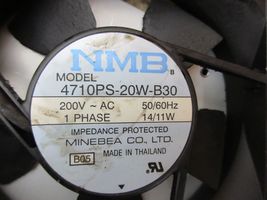 NMB®
MODEL
4710PS-20W-B30
200V ~ AC 50/60Hz
1 PHASE 14/11W
IMPEDANCE PROTECTED
MINEBEA CO., LTD.
MADE IN THAILAND
B05